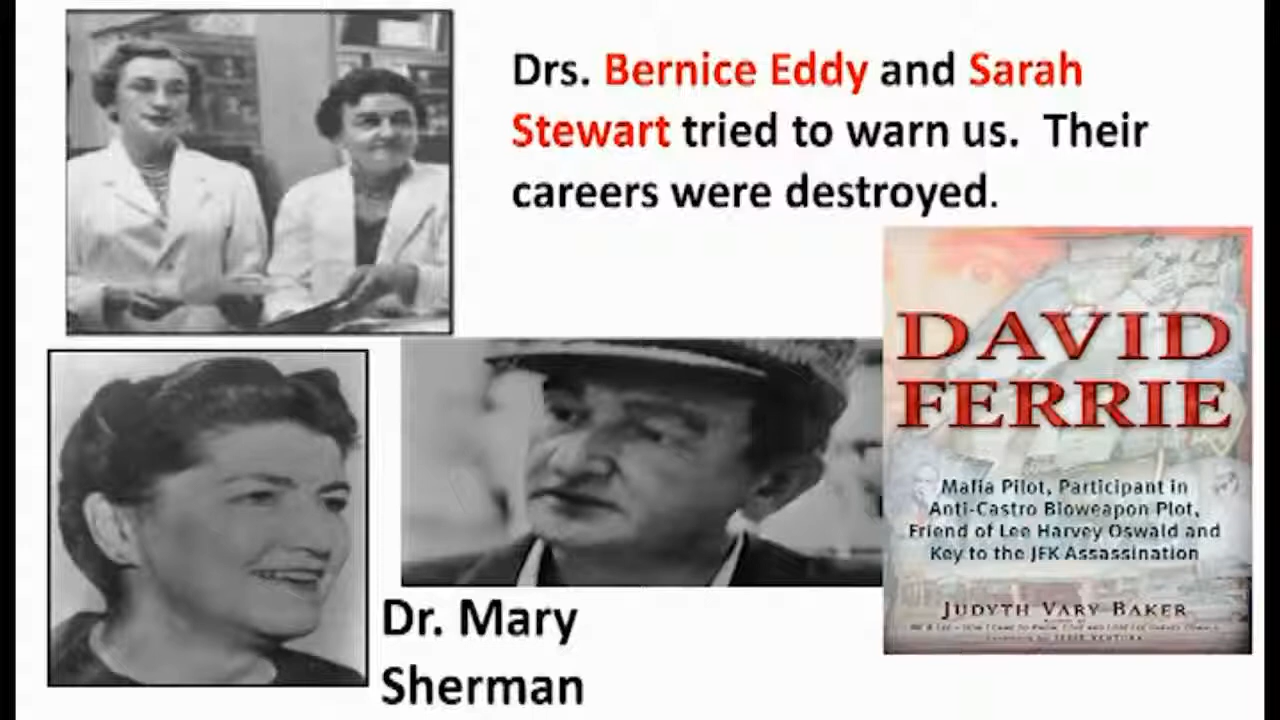 Drs. Bernice Eddy and Sarah
Stewart tried to warn us. Their
careers were destroyed.
DAVID
FERRIE
Mafia Pilot, Participant in
Anti-Castro Bioweapon Plot,
Friend of Lee Harvey Oswald and
Key to the JFK Assassination
JUDYTH VARY BAKER
Dr. Mary
Sherman